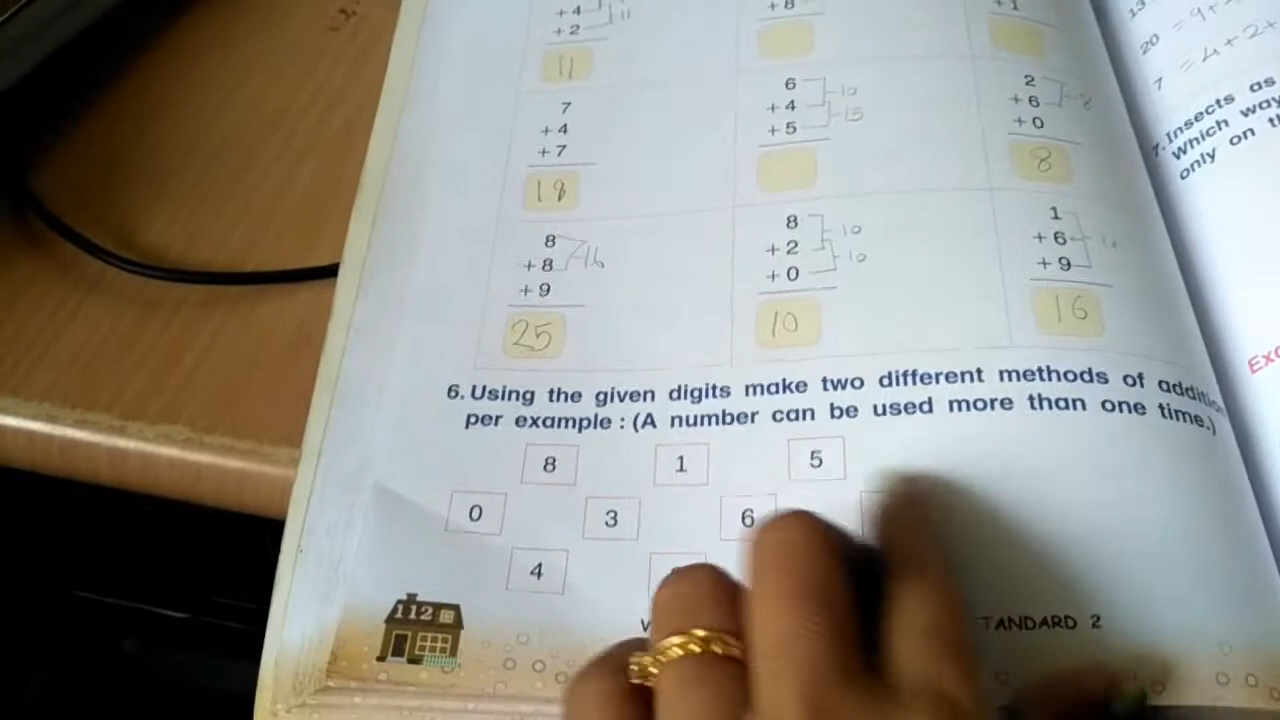 +4
+2 11
11
+8
+1
7
+4
+7
18
6
+4 10
+5 15
2
+6 8
+0
8
8
+8 16
+9
25
8
+2 10
+0 10
10
1
+6
+9
16
6. Using the given digits make two different methods of additio
per example : (A number can be used more than one time.)
8 1 5
0 3 6
4
112
TANDARD 2
13
20 = 9+
7 = 4+2+
7. Insects as
Which way
only on th
Exc